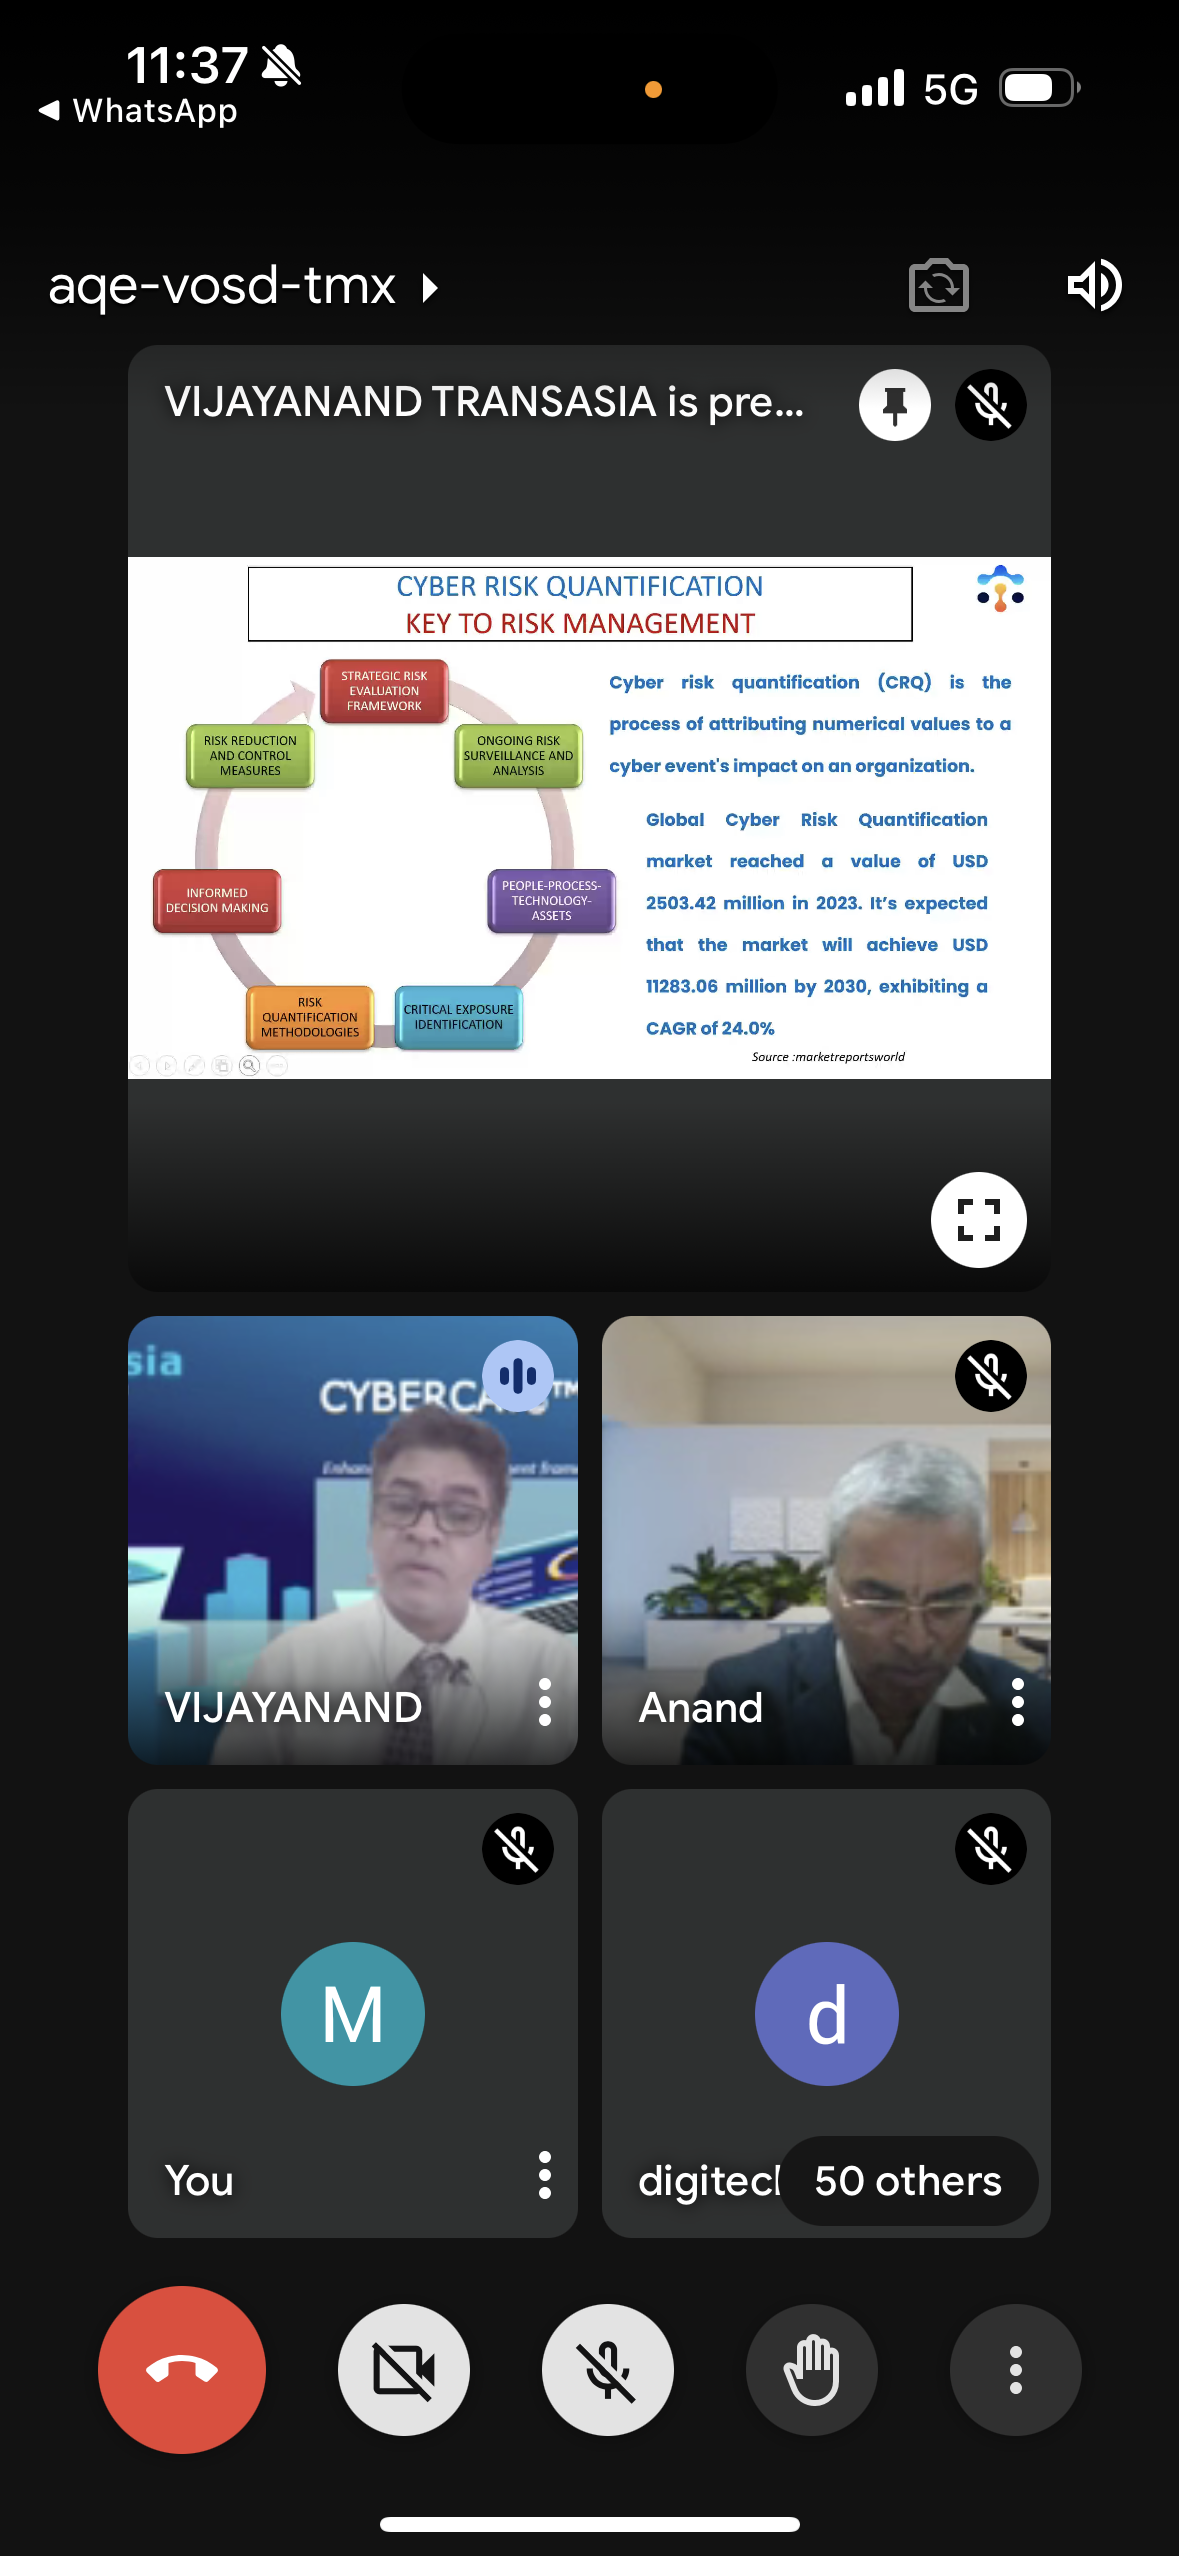 11:37
WhatsApp
5G
aqe-vosd-tmx
VIJAYANAND TRANSASIA is pre...
CYBER RISK QUANTIFICATION
KEY TO RISK MANAGEMENT
STRATEGIC RISK
EVALUATION
FRAMEWORK
RISK REDUCTION
AND CONTROL
MEASURES
ONGOING RISK
SURVEILLANCE AND
ANALYSIS
INFORMED
DECISION MAKING
PEOPLE-PROCESS-
TECHNOLOGY-
ASSETS
RISK
QUANTIFICATION
METHODOLOGIES
CRITICAL EXPOSURE
IDENTIFICATION
Cyber risk quantification (CRQ) is the
process of attributing numerical values to a
cyber event's impact on an organization.
Global Cyber Risk Quantification
market reached a value of USD
2503.42 million in 2023. It's expected
that the market will achieve USD
11283.06 million by 2030, exhibiting a
CAGR of 24.0%
Source :marketreportsworld
sia
VIJAYANAND
Anand
M
You
d
50 others